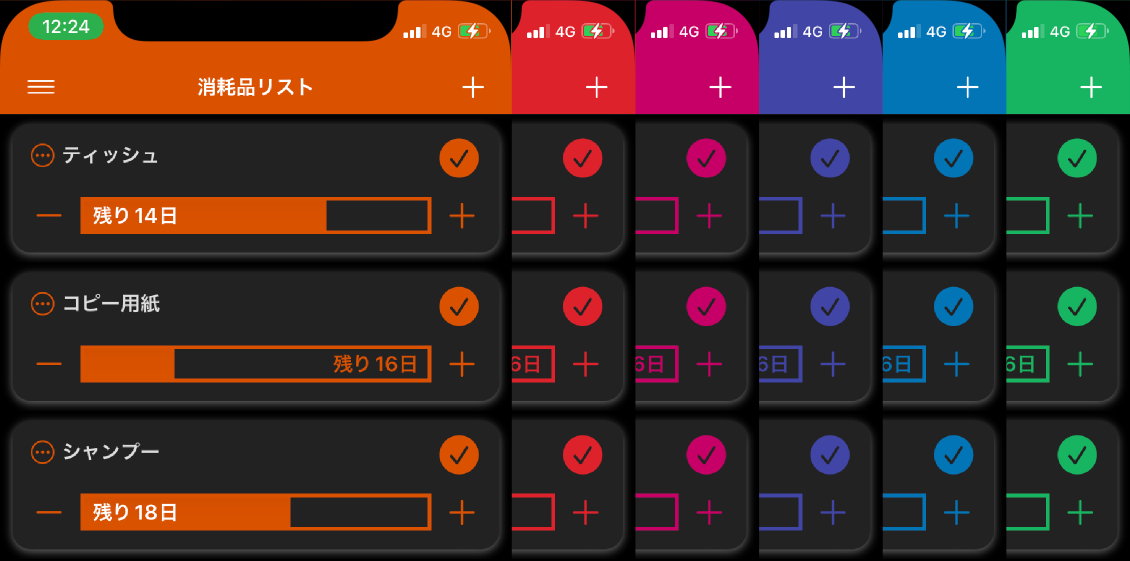 12:24 4G 4G 4G 4G 4G 4G
消耗品リスト
ティッシュ
残り14日
コピー用紙
残り16日 6日 6日 6日 6日 6日
シャンプー
残り18日